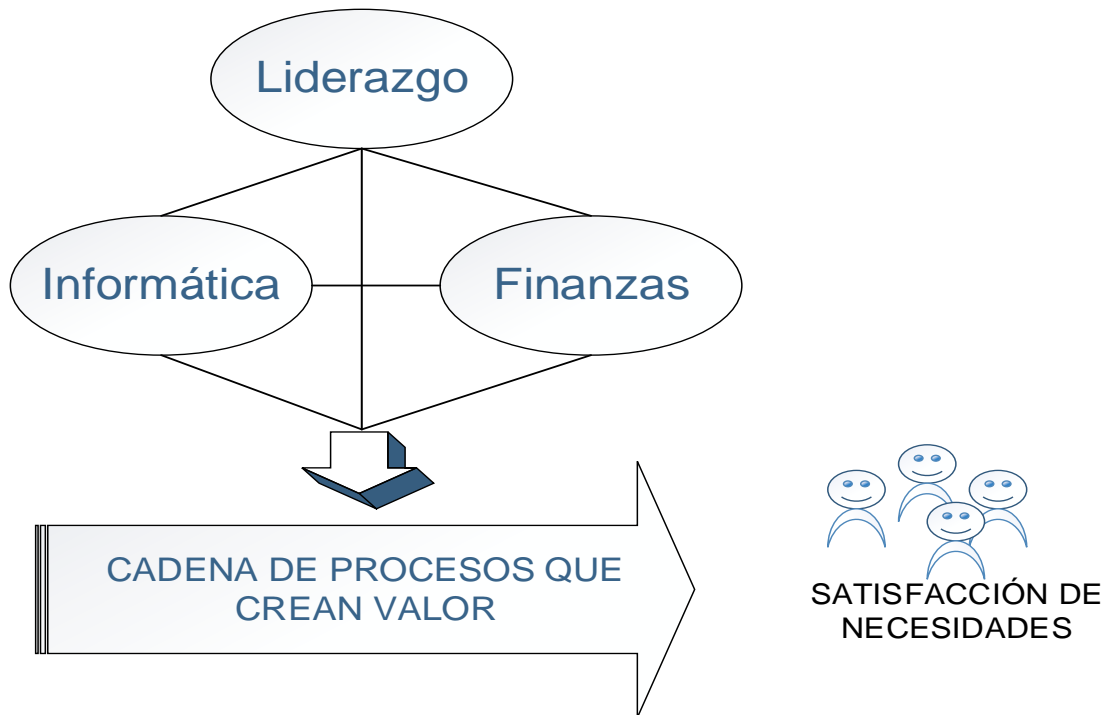 Liderazgo
Informática
Finanzas
CADENA DE PROCESOS QUE
CREAN VALOR
SATISFACCIÓN DE
NECESIDADES